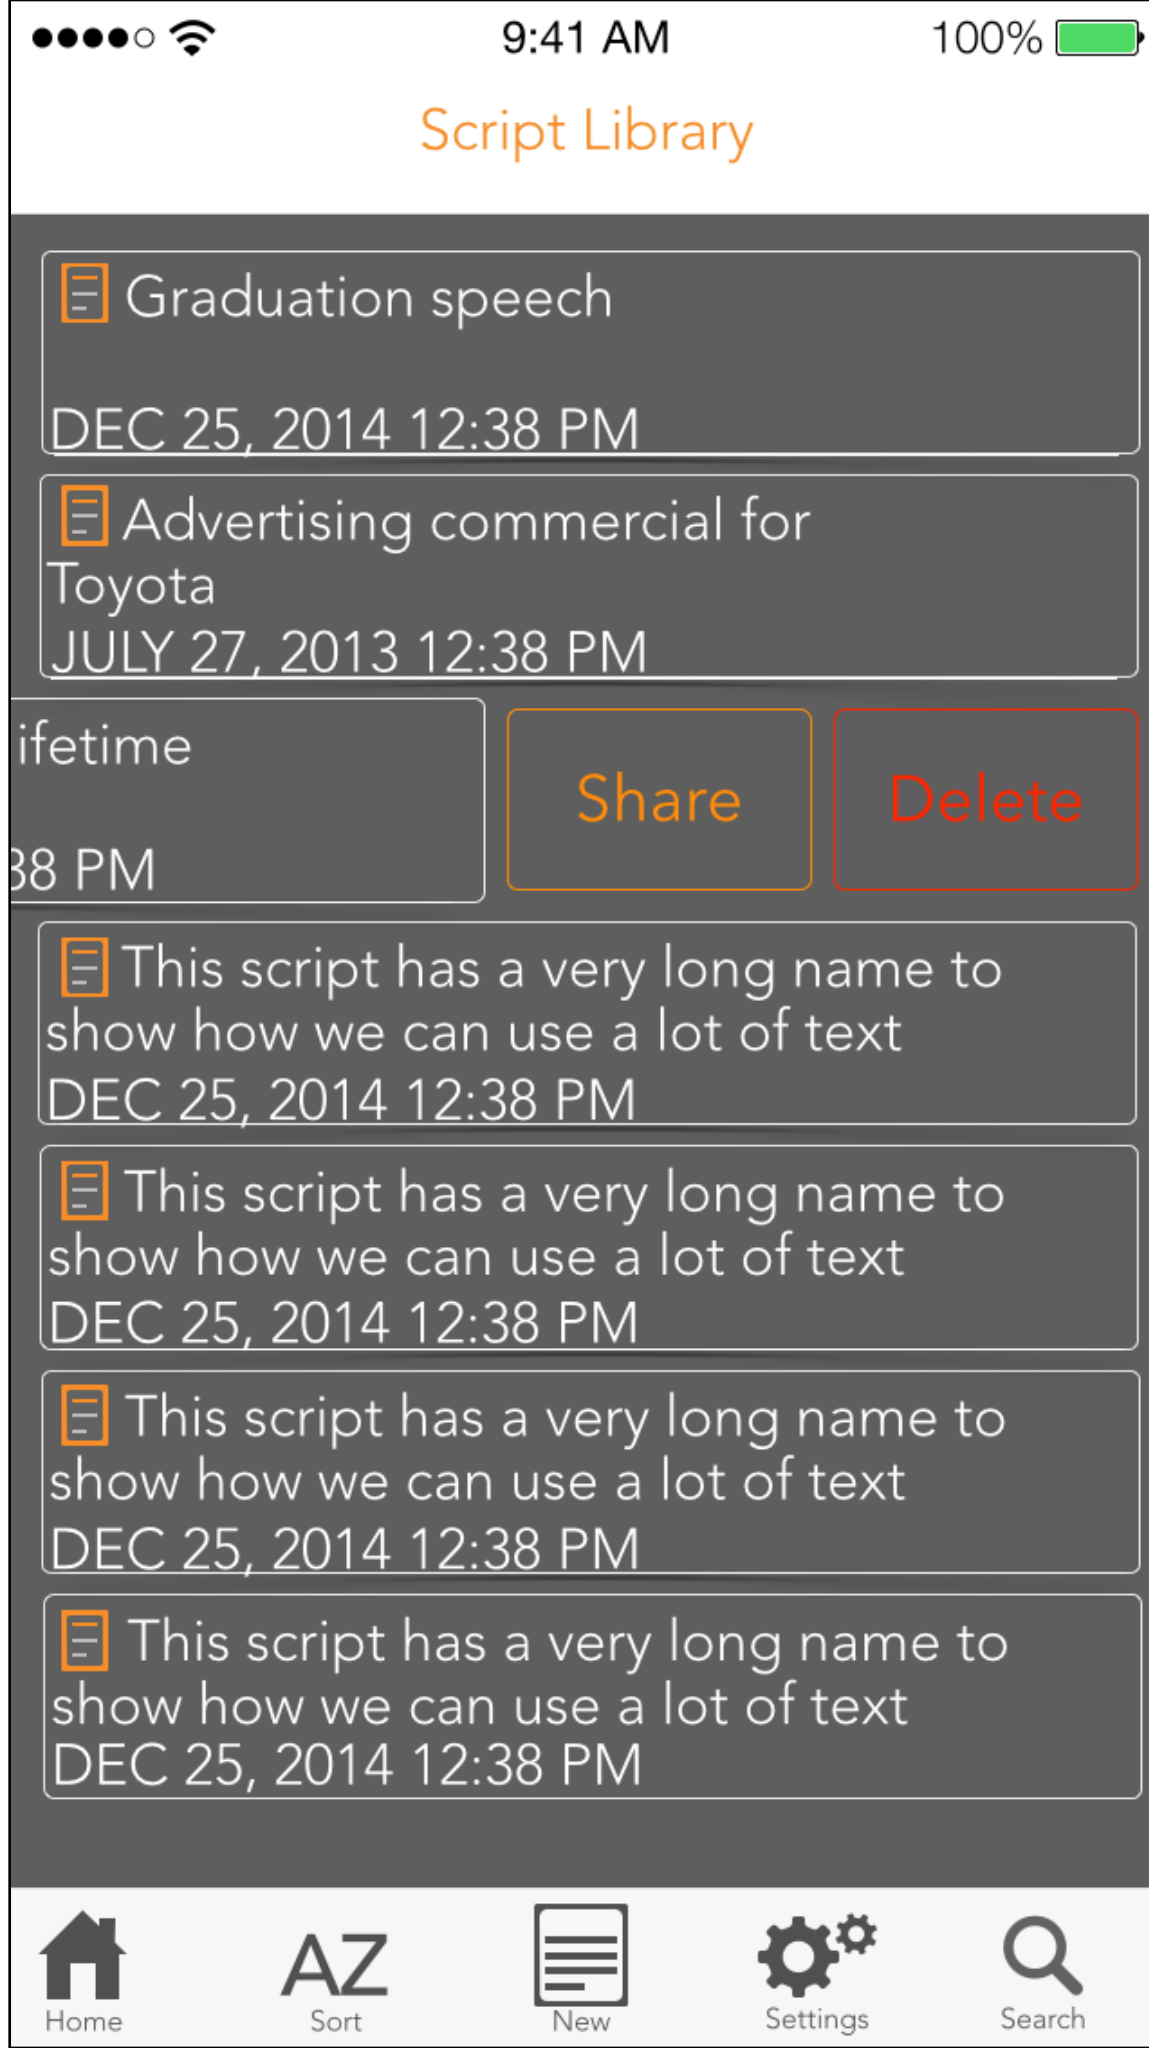 9:41 AM
100%
Script Library
Graduation speech
DEC 25, 2014 12:38 PM
Advertising commercial for
Toyota
JULY 27, 2013 12:38 PM
ifetime
38 PM
Share
Delete
This script has a very long name to
show how we can use a lot of text
DEC 25, 2014 12:38 PM
This script has a very long name to
show how we can use a lot of text
DEC 25, 2014 12:38 PM
This script has a very long name to
show how we can use a lot of text
DEC 25, 2014 12:38 PM
This script has a very long name to
show how we can use a lot of text
DEC 25, 2014 12:38 PM
AZ
Home
Sort
New
Settings
Search